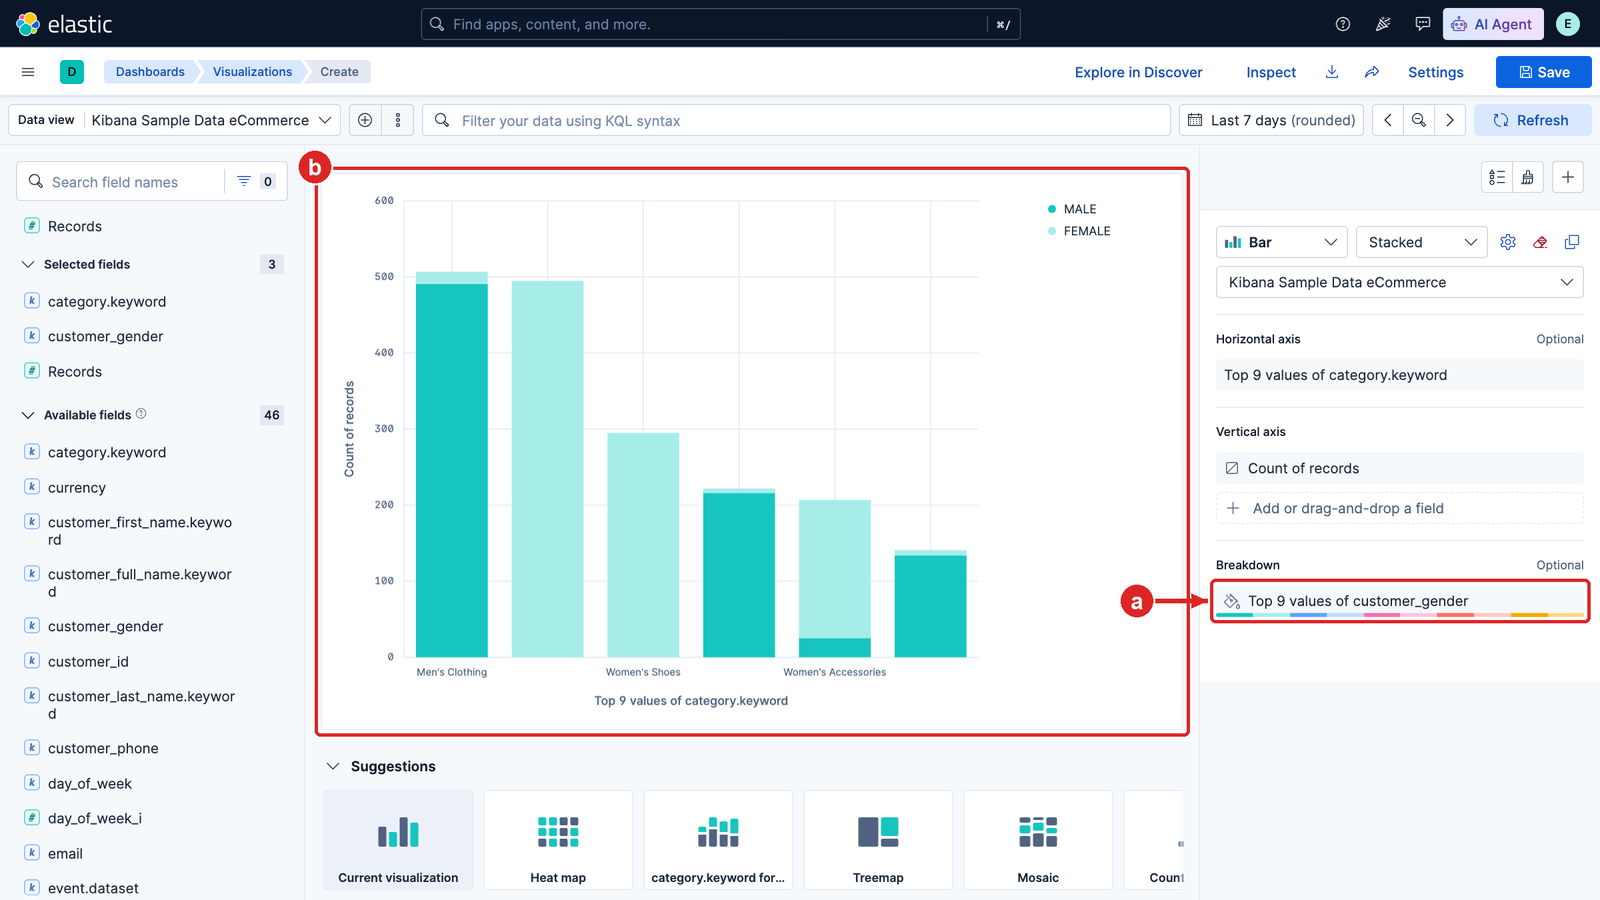 elastic
Find apps, content, and more.
⌘/
AI Agent
E
D
Dashboards
Visualizations
Create
Explore in Discover
Inspect
Settings
Save
Data view
Kibana Sample Data eCommerce
Filter your data using KQL syntax
Last 7 days (rounded)
Refresh
Search field names
0
# Records
Selected fields
3
k category.keyword
k customer_gender
# Records
Available fields
46
k category.keyword
k currency
k customer_first_name.keywo
rd
k customer_full_name.keywor
d
k customer_gender
k customer_id
k customer_last_name.keywor
d
k customer_phone
k day_of_week
# day_of_week_i
k email
k event.dataset
b
600
500
400
300
200
100
0
Count of records
Men's Clothing
Women's Shoes
Women's Accessories
Top 9 values of category.keyword
MALE
FEMALE
Suggestions
Current visualization
Heat map
category.keyword for...
Treemap
Mosaic
Count
Bar
Stacked
Kibana Sample Data eCommerce
Horizontal axis
Optional
Top 9 values of category.keyword
Vertical axis
Count of records
Add or drag-and-drop a field
Breakdown
Optional
a
Top 9 values of customer_gender